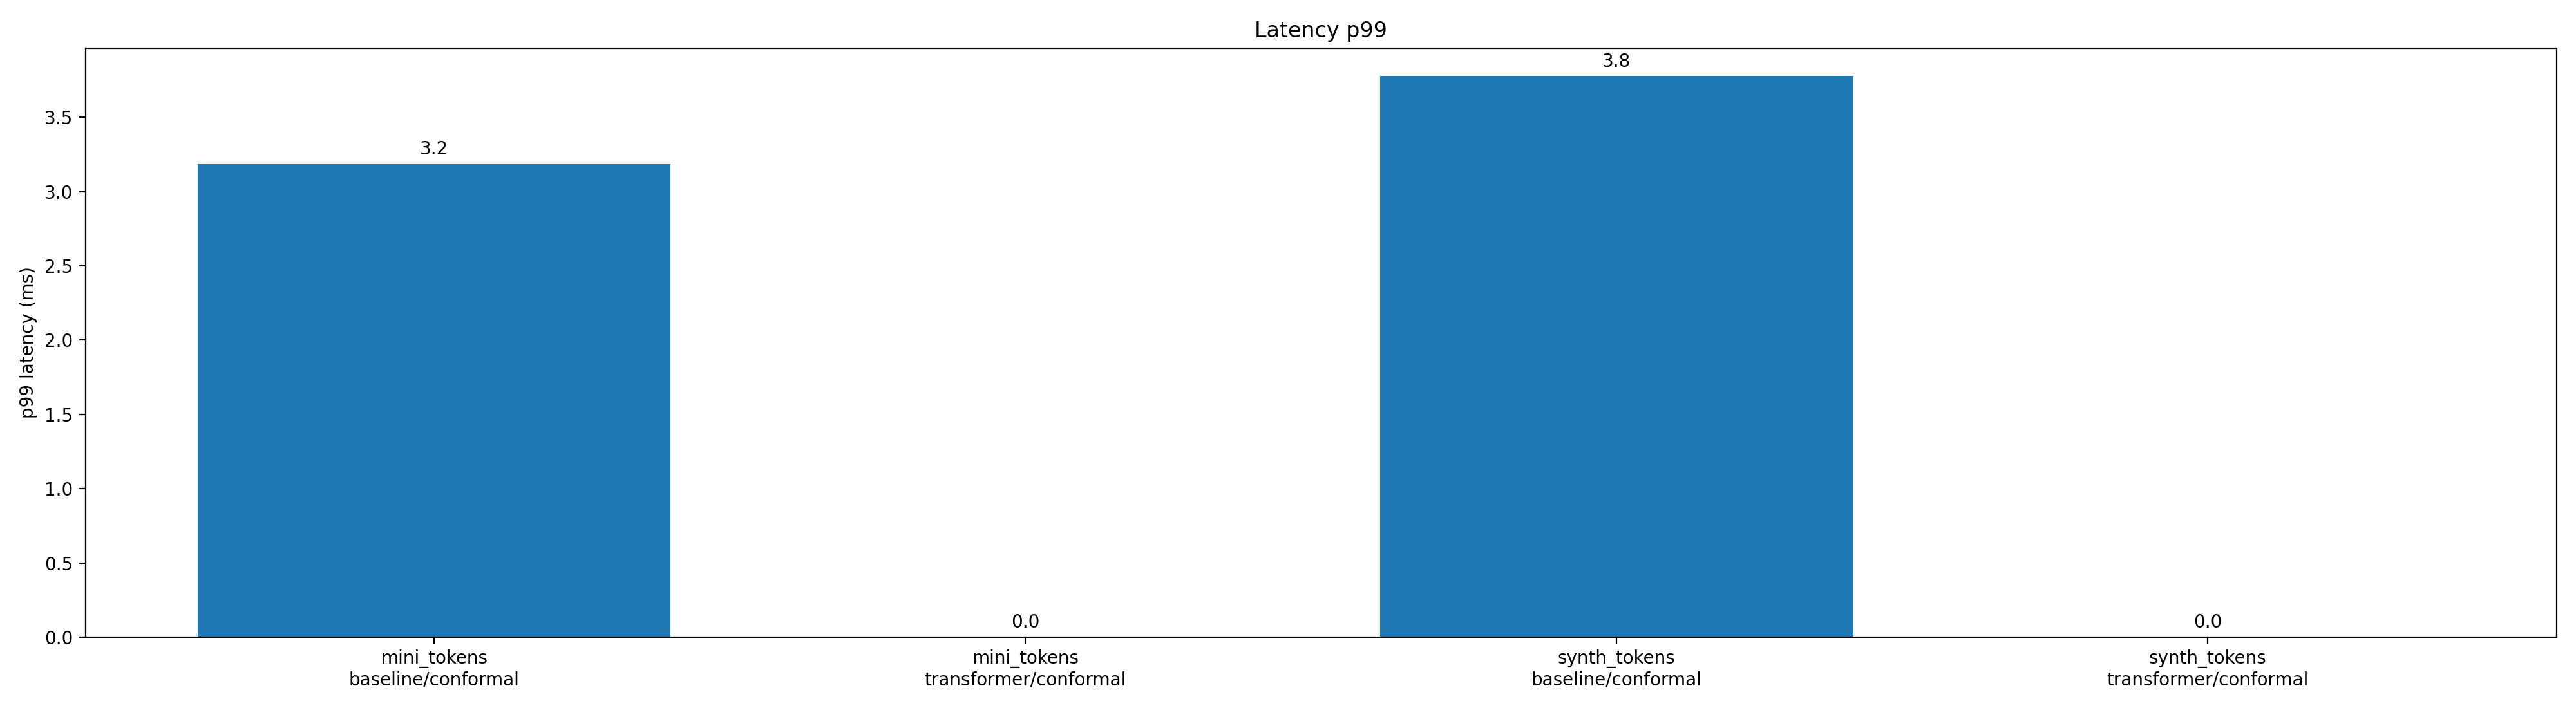 Latency p99
p99 latency (ms)
3.5
3.0
2.5
2.0
1.5
1.0
0.5
0.0
3.2
0.0
3.8
0.0
mini_tokens
baseline/conformal
mini_tokens
transformer/conformal
synth_tokens
baseline/conformal
synth_tokens
transformer/conformal